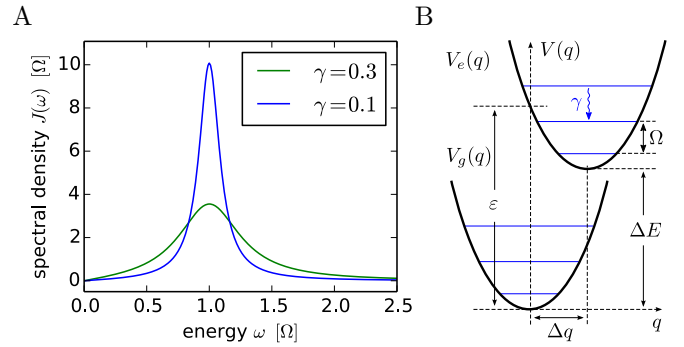 A
spectral density J(ω) [Ω]
10
8
6
4
2
0
γ=0.3
γ=0.1
0.0 0.5 1.0 1.5 2.0 2.5
energy ω [Ω]
B
V_e(q)
V(q)
γ
Ω
V_g(q)
ε
ΔE
Δq
q